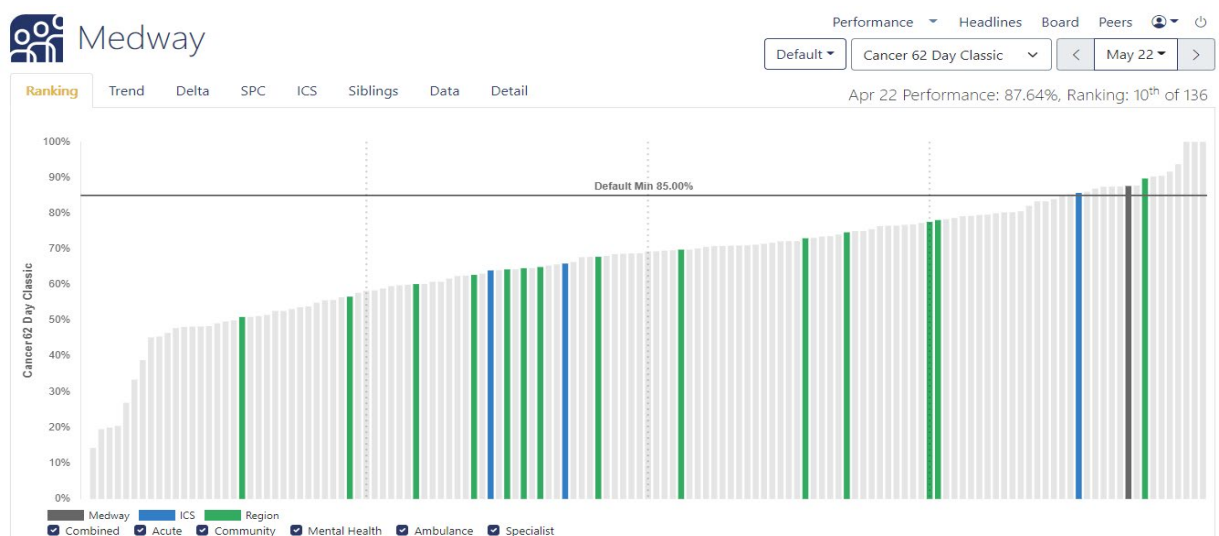 Medway
Performance Headlines Board Peers
Default Cancer 62 Day Classic < May 22 >
Ranking Trend Delta SPC ICS Siblings Data Detail
Apr 22 Performance: 87.64%, Ranking: 10th of 136
100%
90%
80%
70%
60%
50%
40%
30%
20%
10%
0%
Cancer 62 Day Classic
Default Min 85.00%
Medway ICS Region
Combined Acute Community Mental Health Ambulance Specialist